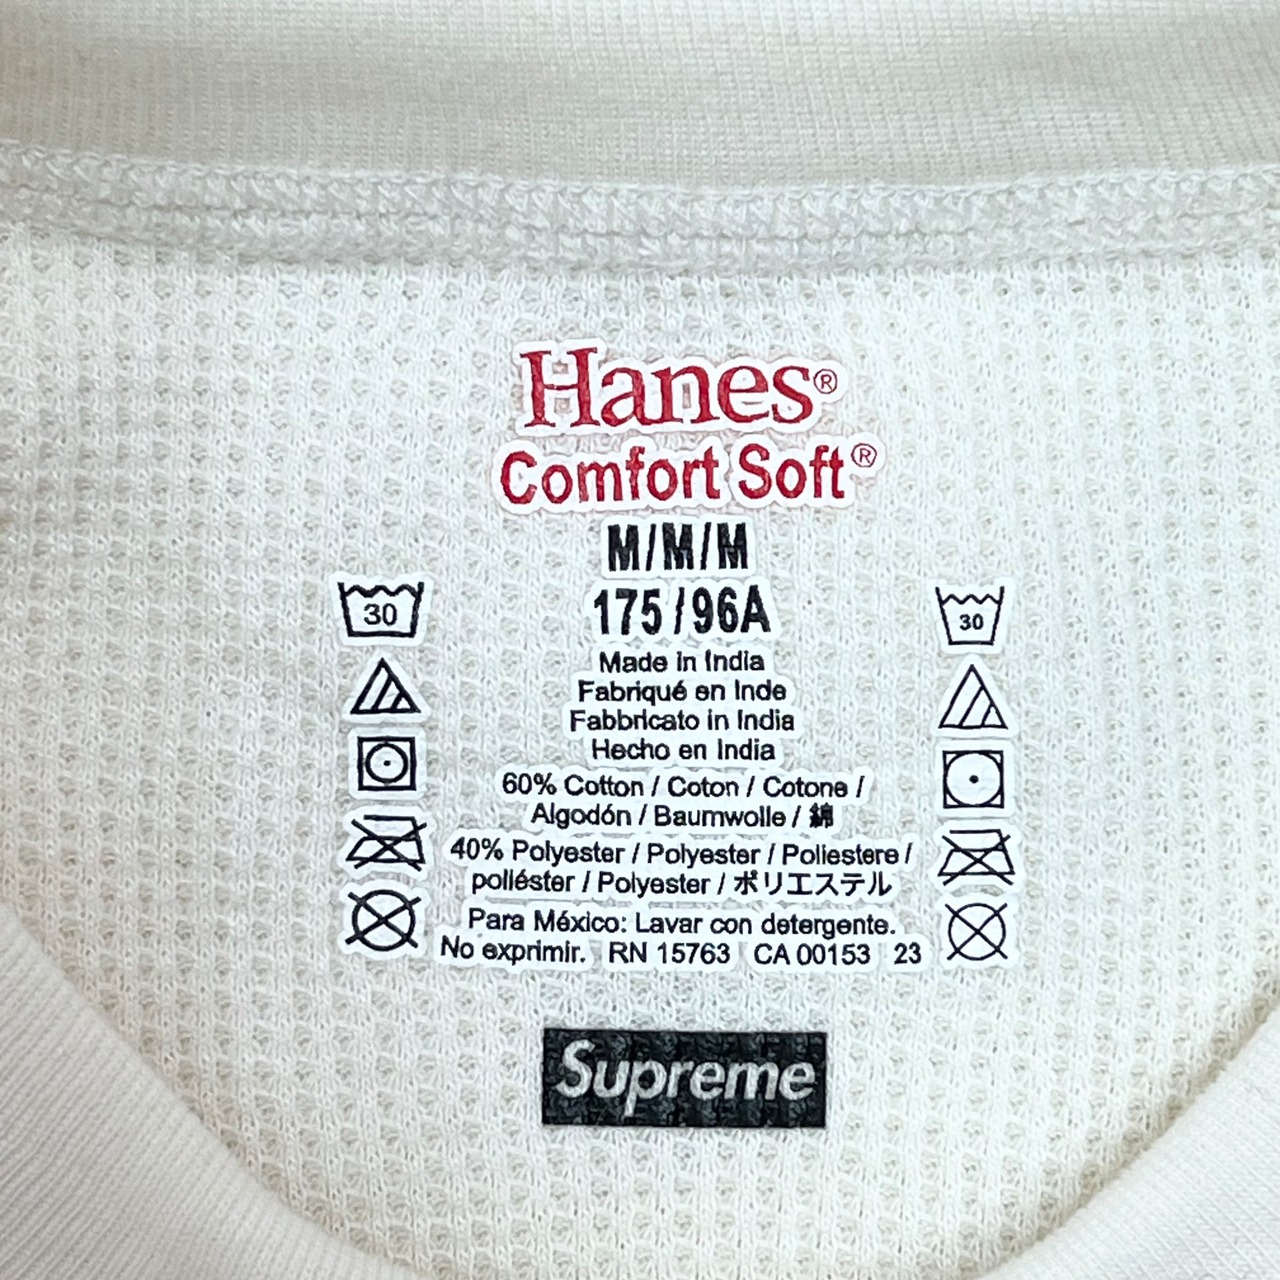 Hanes®
Comfort Soft®
M/M/M
175/96A
30
30
Made in India
Fabriqué en Inde
Fabbricato in India
Hecho en India
60% Cotton / Coton / Cotone /
Algodón / Baumwolle / 綿
40% Polyester / Polyester / Poliestere /
poliéster / Polyester / ポリエステル
Para México: Lavar con detergente.
No exprimir. RN 15763 CA 00153 23
Supreme